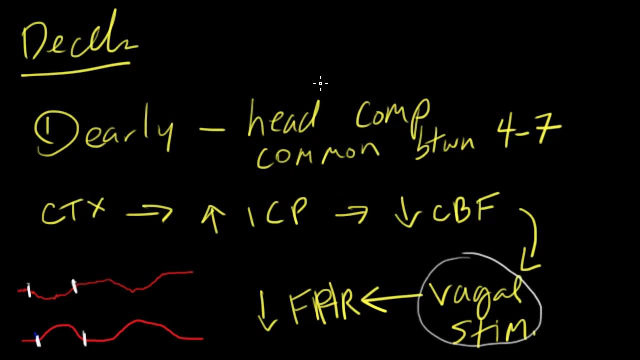 Decels
① early – head comp
common btwn 4-7
CTX → ↑ ICP → ↓ CBF
↓ FHR ← vagal
stim.